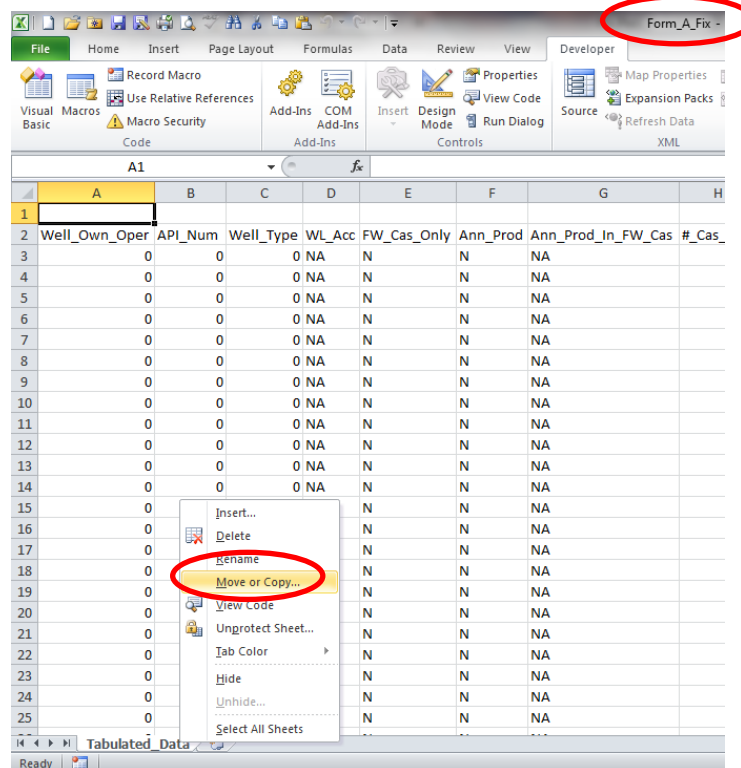 Form_A_Fix -
File Home Insert Page Layout Formulas Data Review View Developer
Visual Basic
Macros
Record Macro
Use Relative References
Macro Security
Code
Add-Ins
COM Add-Ins
Add-Ins
Insert
Design Mode
Properties
View Code
Run Dialog
Controls
Source
Map Properties
Expansion Packs
Refresh Data
XML
A1 fx
A B C D E F G H
1
2 Well_Own_Oper API_Num Well_Type WL_Acc FW_Cas_Only Ann_Prod Ann_Prod_In_FW_Cas #_Cas_
3 0 0 0 NA N N NA
4 0 0 0 NA N N NA
5 0 0 0 NA N N NA
6 0 0 0 NA N N NA
7 0 0 0 NA N N NA
8 0 0 0 NA N N NA
9 0 0 0 NA N N NA
10 0 0 0 NA N N NA
11 0 0 0 NA N N NA
12 0 0 0 NA N N NA
13 0 0 0 NA N N NA
14 0 0 0 NA N N NA
15 0 N N NA
16 0 N N NA
17 0 N N NA
18 0 N N NA
19 0 N N NA
20 0 N N NA
21 0 N N NA
22 0 N N NA
23 0 N N NA
24 0 N N NA
25 0 N N NA
Insert...
Delete
Rename
Move or Copy...
View Code
Unprotect Sheet...
Tab Color
Hide
Unhide...
Select All Sheets
Tabulated_Data
Ready